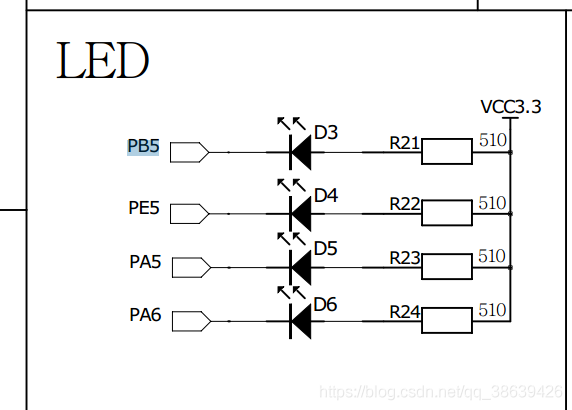 LED
VCC3.3
PB5 D3 R21 510
PE5 D4 R22 510
PA5 D5 R23 510
PA6 D6 R24 510
https://blog.csdn.net/qq_38639426